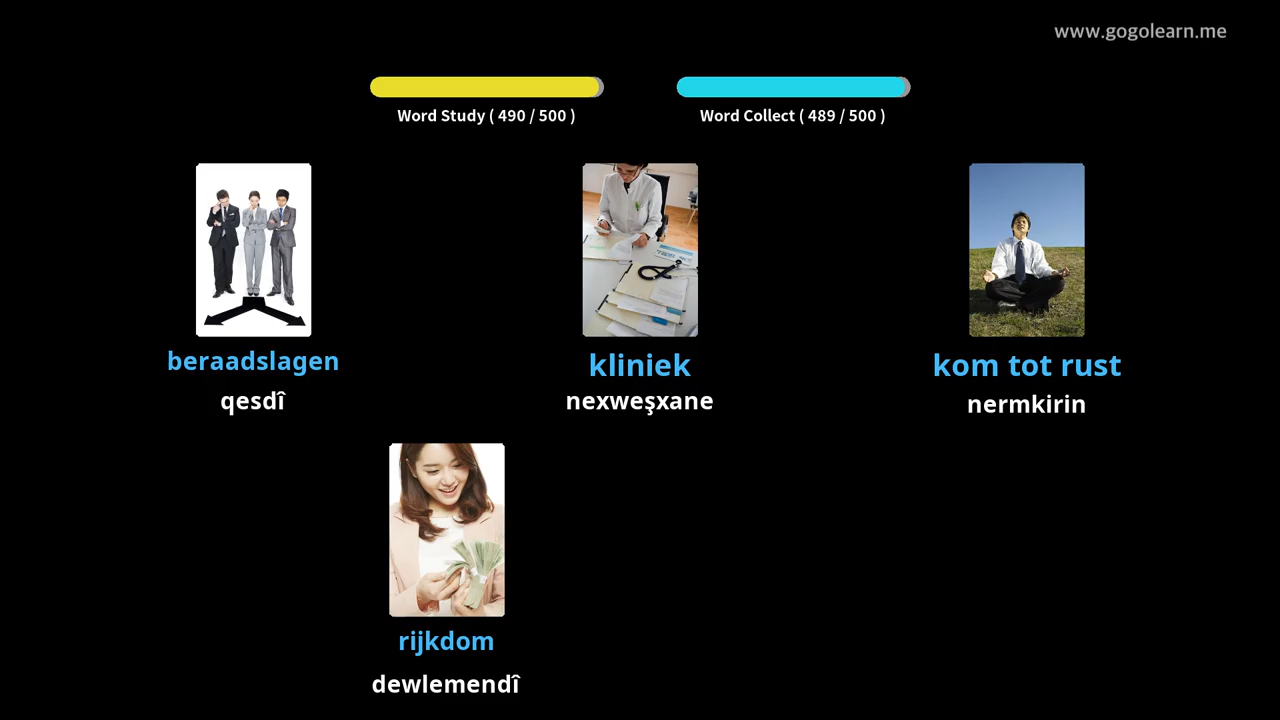 www.gogolearn.me
Word Study ( 490 / 500 )
Word Collect ( 489 / 500 )
beraadslagen
qesdî
kliniek
nexweşxane
kom tot rust
nermkirin
rijkdom
dewlemendî